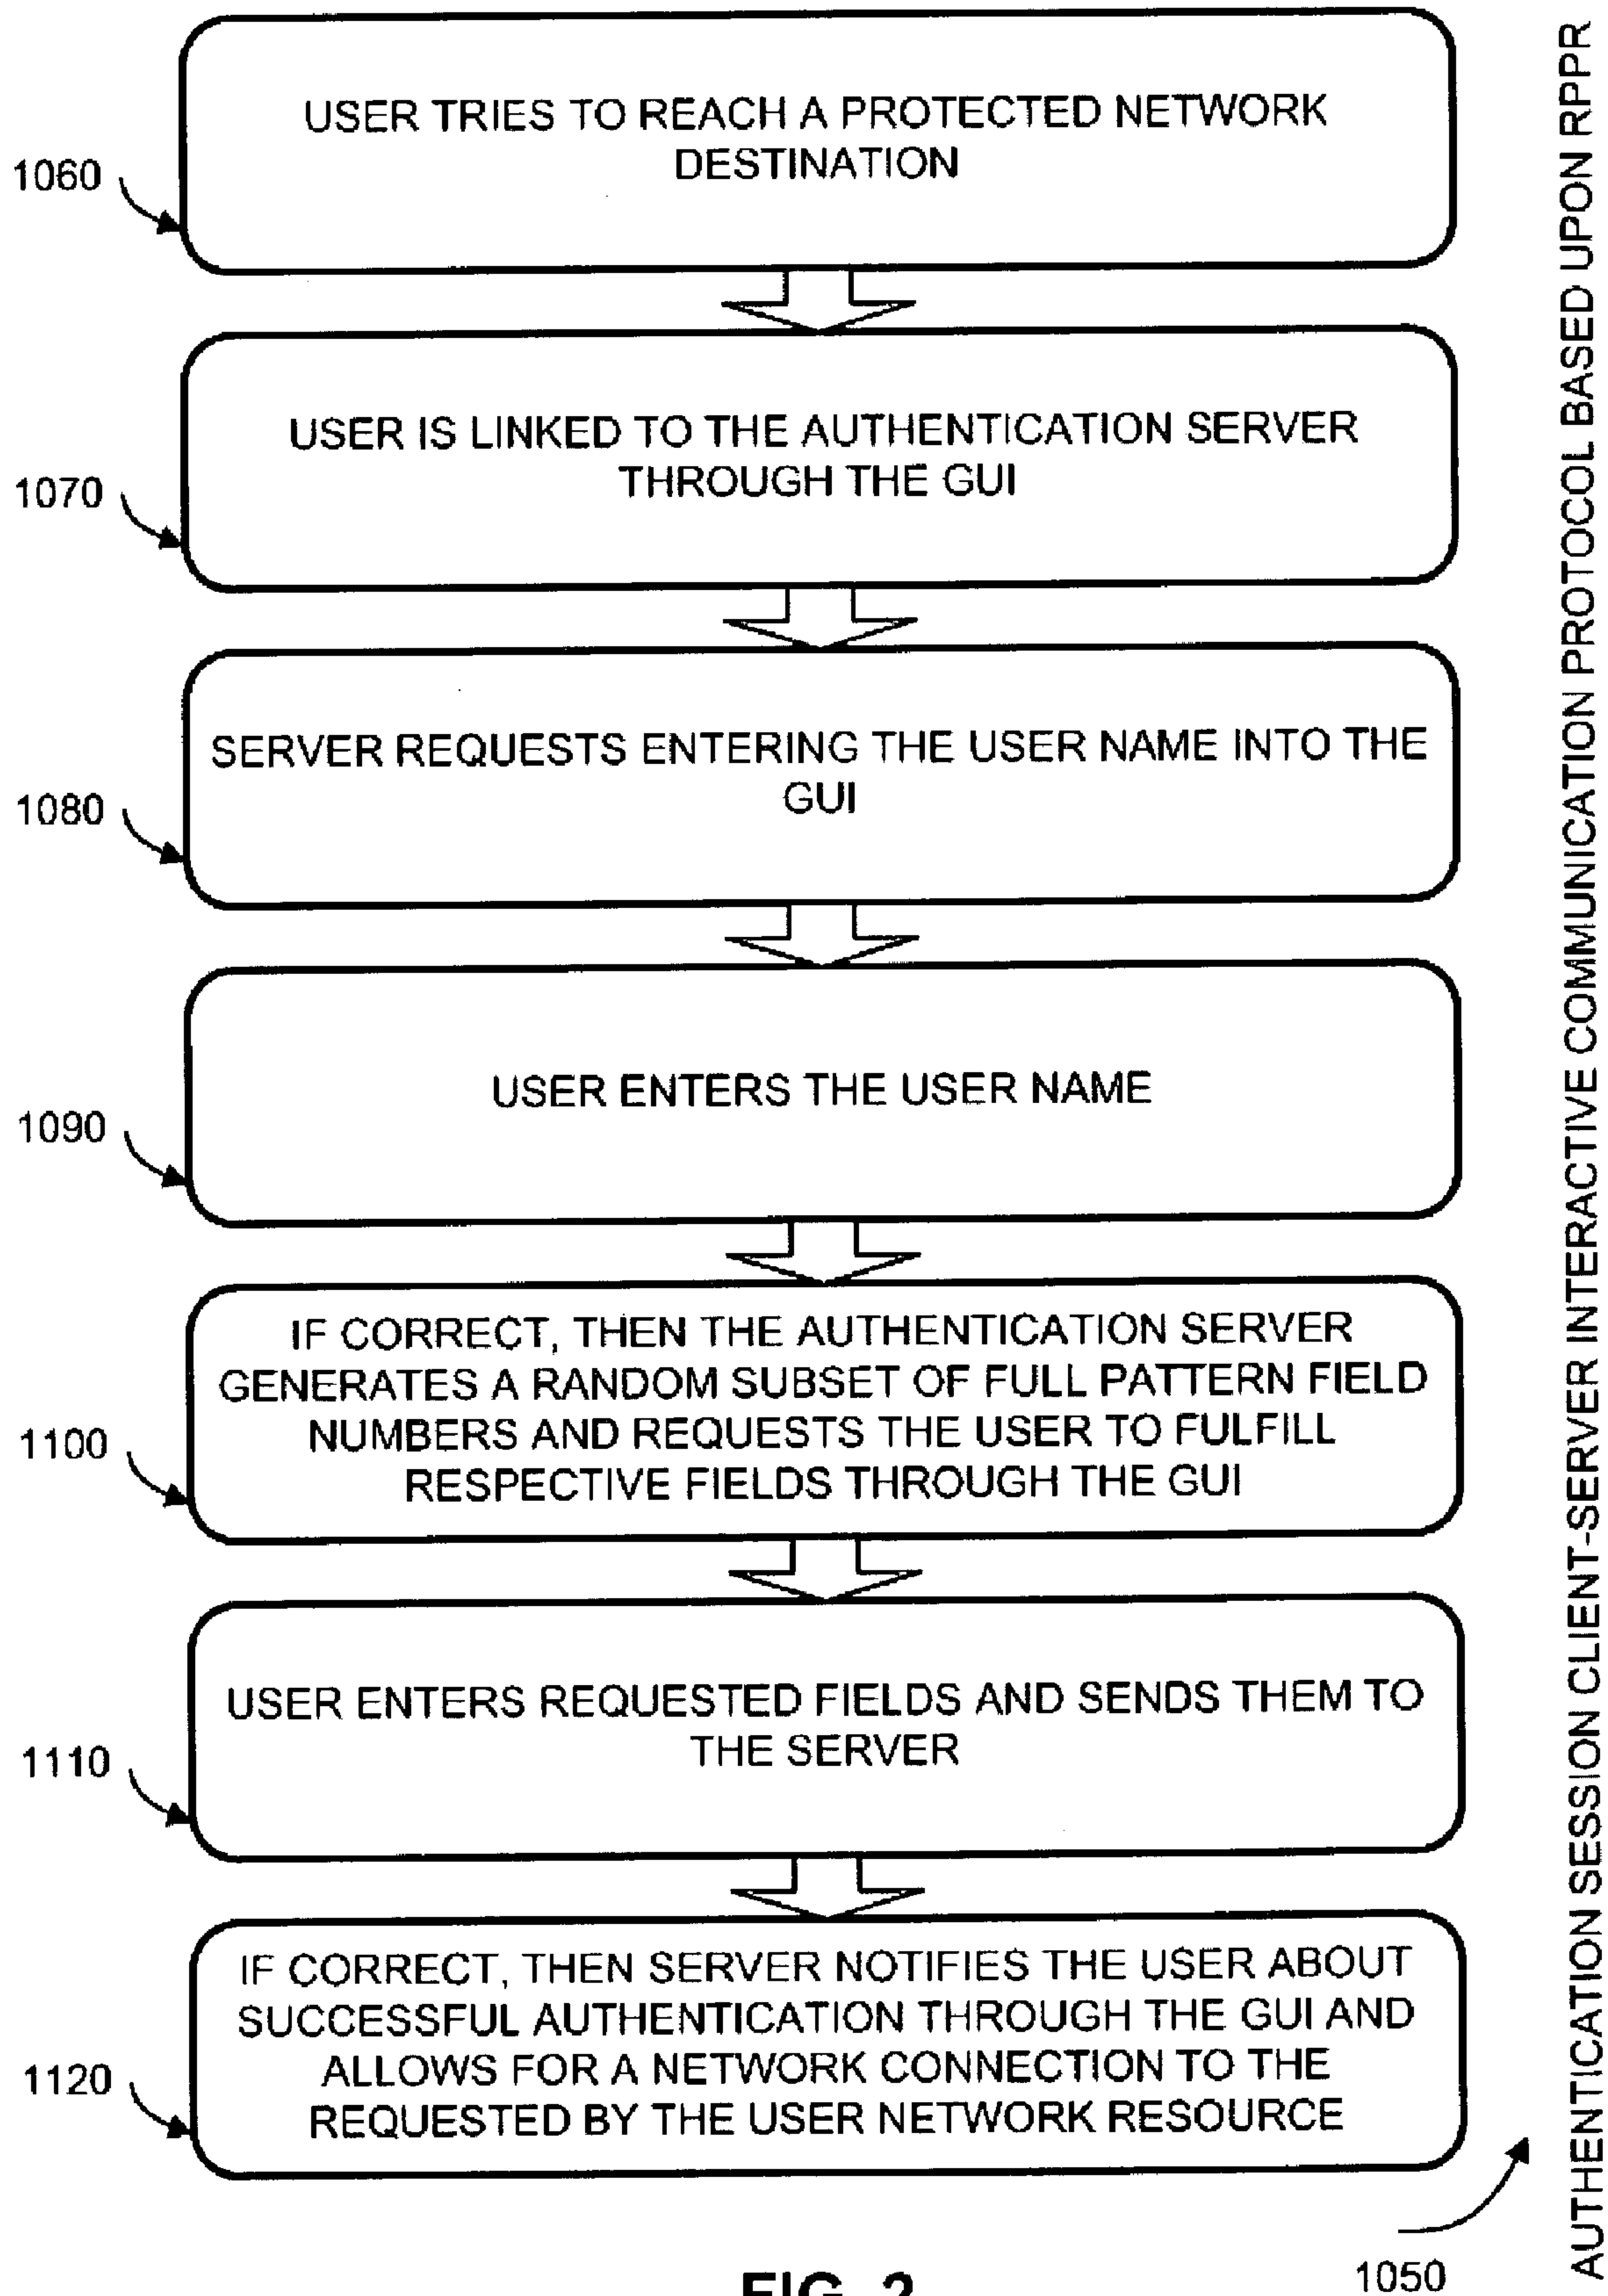 USER TRIES TO REACH A PROTECTED NETWORK
DESTINATION
1060
USER IS LINKED TO THE AUTHENTICATION SERVER
THROUGH THE GUI
1070
SERVER REQUESTS ENTERING THE USER NAME INTO THE
GUI
1080
USER ENTERS THE USER NAME
1090
IF CORRECT, THEN THE AUTHENTICATION SERVER
GENERATES A RANDOM SUBSET OF FULL PATTERN FIELD
NUMBERS AND REQUESTS THE USER TO FULFILL
RESPECTIVE FIELDS THROUGH THE GUI
1100
USER ENTERS REQUESTED FIELDS AND SENDS THEM TO
THE SERVER
1110
IF CORRECT, THEN SERVER NOTIFIES THE USER ABOUT
SUCCESSFUL AUTHENTICATION THROUGH THE GUI AND
ALLOWS FOR A NETWORK CONNECTION TO THE
REQUESTED BY THE USER NETWORK RESOURCE
1120
AUTHENTICATION SESSION CLIENT-SERVER INTERACTIVE COMMUNICATION PROTOCOL BASED UPON RPPR
1050
FIG. 2